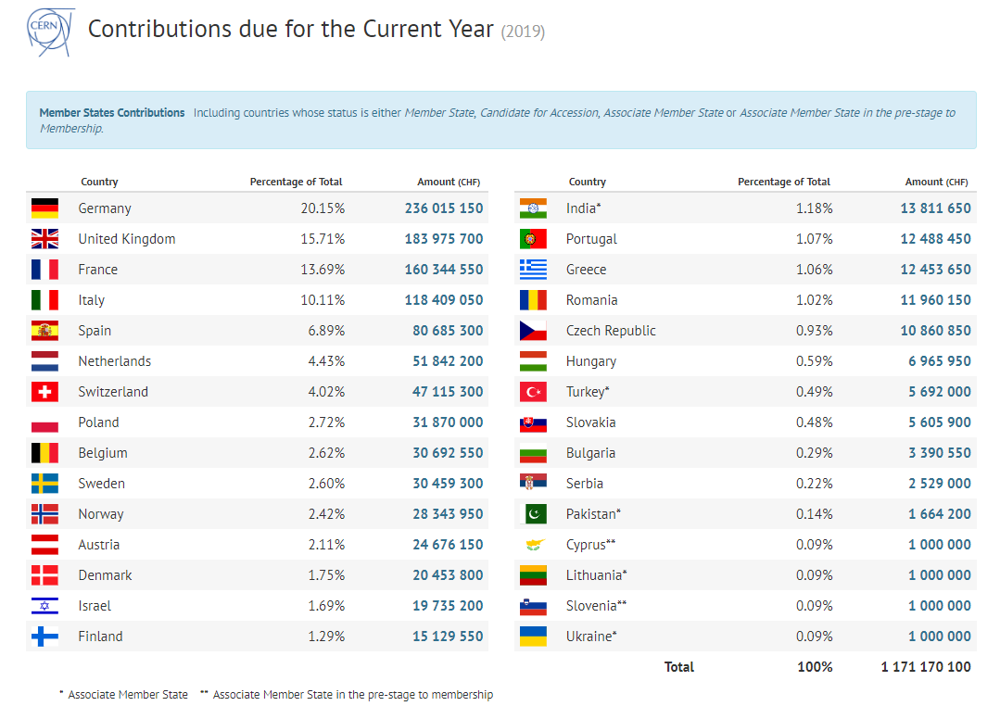 CERN
Contributions due for the Current Year (2019)
Member States Contributions Including countries whose status is either Member State, Candidate for Accession, Associate Member State or Associate Member State in the pre-stage to
Membership.
Country Percentage of Total Amount (CHF)
Germany 20.15% 236 015 150
United Kingdom 15.71% 183 975 700
France 13.69% 160 344 550
Italy 10.11% 118 409 050
Spain 6.89% 80 685 300
Netherlands 4.43% 51 842 200
Switzerland 4.02% 47 115 300
Poland 2.72% 31 870 000
Belgium 2.62% 30 692 550
Sweden 2.60% 30 459 300
Norway 2.42% 28 343 950
Austria 2.11% 24 676 150
Denmark 1.75% 20 453 800
Israel 1.69% 19 735 200
Finland 1.29% 15 129 550
Country Percentage of Total Amount (CHF)
India* 1.18% 13 811 650
Portugal 1.07% 12 488 450
Greece 1.06% 12 453 650
Romania 1.02% 11 960 150
Czech Republic 0.93% 10 860 850
Hungary 0.59% 6 965 950
Turkey* 0.49% 5 692 000
Slovakia 0.48% 5 605 900
Bulgaria 0.29% 3 390 550
Serbia 0.22% 2 529 000
Pakistan* 0.14% 1 664 200
Cyprus** 0.09% 1 000 000
Lithuania* 0.09% 1 000 000
Slovenia** 0.09% 1 000 000
Ukraine* 0.09% 1 000 000
Total 100% 1 171 170 100
* Associate Member State ** Associate Member State in the pre-stage to membership